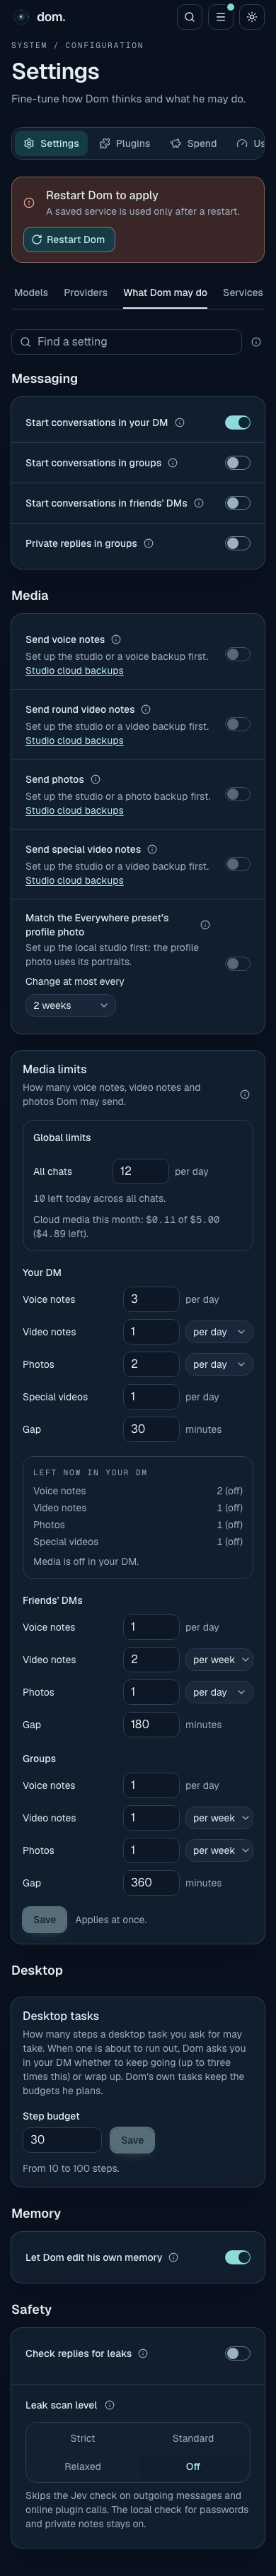 dom.
SYSTEM / CONFIGURATION
Settings
Fine-tune how Dom thinks and what he may do.
Settings
Plugins
Spend
Us
Restart Dom to apply
A saved service is used only after a restart.
Restart Dom
Models
Providers
What Dom may do
Services
Find a setting
Messaging
Start conversations in your DM
Start conversations in groups
Start conversations in friends' DMs
Private replies in groups
Media
Send voice notes
Set up the studio or a voice backup first.
Studio cloud backups
Send round video notes
Set up the studio or a video backup first.
Studio cloud backups
Send photos
Set up the studio or a photo backup first.
Studio cloud backups
Send special video notes
Set up the studio or a video backup first.
Studio cloud backups
Match the Everywhere preset's
profile photo
Set up the local studio first: the profile
photo uses its portraits.
Change at most every
2 weeks
Media limits
How many voice notes, video notes and
photos Dom may send.
Global limits
All chats 12 per day
10 left today across all chats.
Cloud media this month: $0.11 of $5.00
($4.89 left).
Your DM
Voice notes 3 per day
Video notes 1 per day
Photos 2 per day
Special videos 1 per day
Gap 30 minutes
LEFT NOW IN YOUR DM
Voice notes 2 (off)
Video notes 1 (off)
Photos 1 (off)
Special videos 1 (off)
Media is off in your DM.
Friends' DMs
Voice notes 1 per day
Video notes 2 per week
Photos 1 per day
Gap 180 minutes
Groups
Voice notes 1 per day
Video notes 1 per week
Photos 1 per week
Gap 360 minutes
Save Applies at once.
Desktop
Desktop tasks
How many steps a desktop task you ask for may
take. When one is about to run out, Dom asks you
in your DM whether to keep going (up to three
times this) or wrap up. Dom's own tasks keep the
budgets he plans.
Step budget
30 Save
From 10 to 100 steps.
Memory
Let Dom edit his own memory
Safety
Check replies for leaks
Leak scan level
Strict Standard
Relaxed Off
Skips the Jev check on outgoing messages and
online plugin calls. The local check for passwords
and private notes stays on.